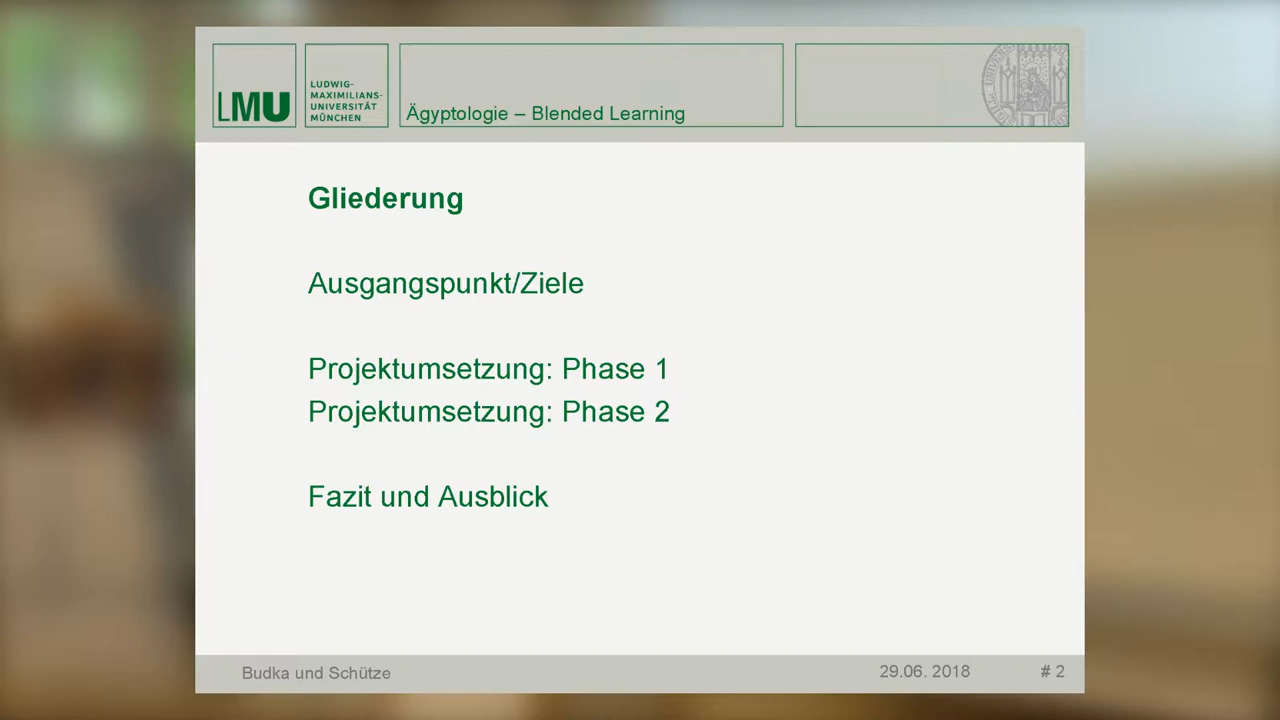 LMU
LUDWIG-
MAXIMILIANS-
UNIVERSITÄT
MÜNCHEN
Ägyptologie – Blended Learning
Gliederung
Ausgangspunkt/Ziele
Projektumsetzung: Phase 1
Projektumsetzung: Phase 2
Fazit und Ausblick
Budka und Schütze
29.06. 2018
# 2